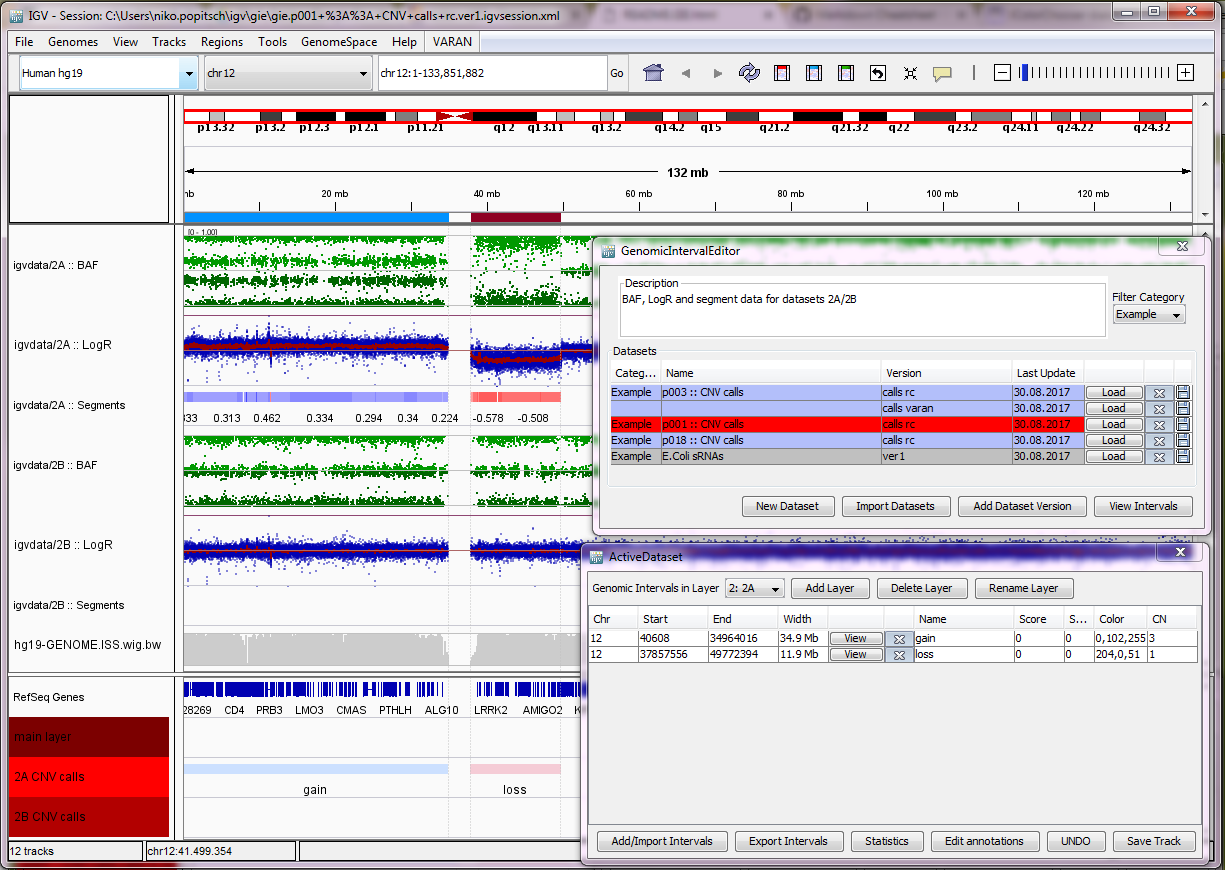 IGV - Session: C:\Users\niko.popitsch\igv\gie\gie.p001+%3A%3A+CNV+calls+rc.ver1.igvsession.xml
File Genomes View Tracks Regions Tools GenomeSpace Help VARAN
Human hg19 chr12 chr12:1-133,851,882 Go
p13.32 p13.2 p12.3 p12.1 p11.21 q12 q13.11 q13.2 q14.2 q15 q21.2 q21.32 q22 q23.2 q24.11 q24.22 q24.32
132 mb
mb 20 mb 40 mb 60 mb 80 mb 100 mb 120 mb
[0 - 1.00]
igvdata/2A :: BAF
igvdata/2A :: LogR
igvdata/2A :: Segments
333 0.313 0.462 0.334 0.294 0.34 0.224 -0.578 -0.508
igvdata/2B :: BAF
igvdata/2B :: LogR
igvdata/2B :: Segments
hg19-GENOME.ISS.wig.bw
RefSeq Genes
28269 CD4 PRB3 LMO3 CMAS PTHLH ALG10 LRRK2 AMIGO2 K
main layer
2A CNV calls
gain loss
2B CNV calls
12 tracks chr12:41.499.354
GenomicIntervalEditor
Description
BAF, LogR and segment data for datasets 2A/2B
Filter Category
Example
Datasets
Categ... Name Version Last Update
Example p003 :: CNV calls calls rc 30.08.2017 Load
calls varan 30.08.2017 Load
Example p001 :: CNV calls calls rc 30.08.2017 Load
Example p018 :: CNV calls calls rc 30.08.2017 Load
Example E.Coli sRNAs ver1 30.08.2017 Load
New Dataset Import Datasets Add Dataset Version View Intervals
ActiveDataset
Genomic Intervals in Layer 2: 2A Add Layer Delete Layer Rename Layer
Chr Start End Width Name Score S... Color CN
12 40608 34964016 34.9 Mb View gain 0 0 0,102,255 3
12 37857556 49772394 11.9 Mb View loss 0 0 204,0,51 1
Add/Import Intervals Export Intervals Statistics Edit annotations UNDO Save Track